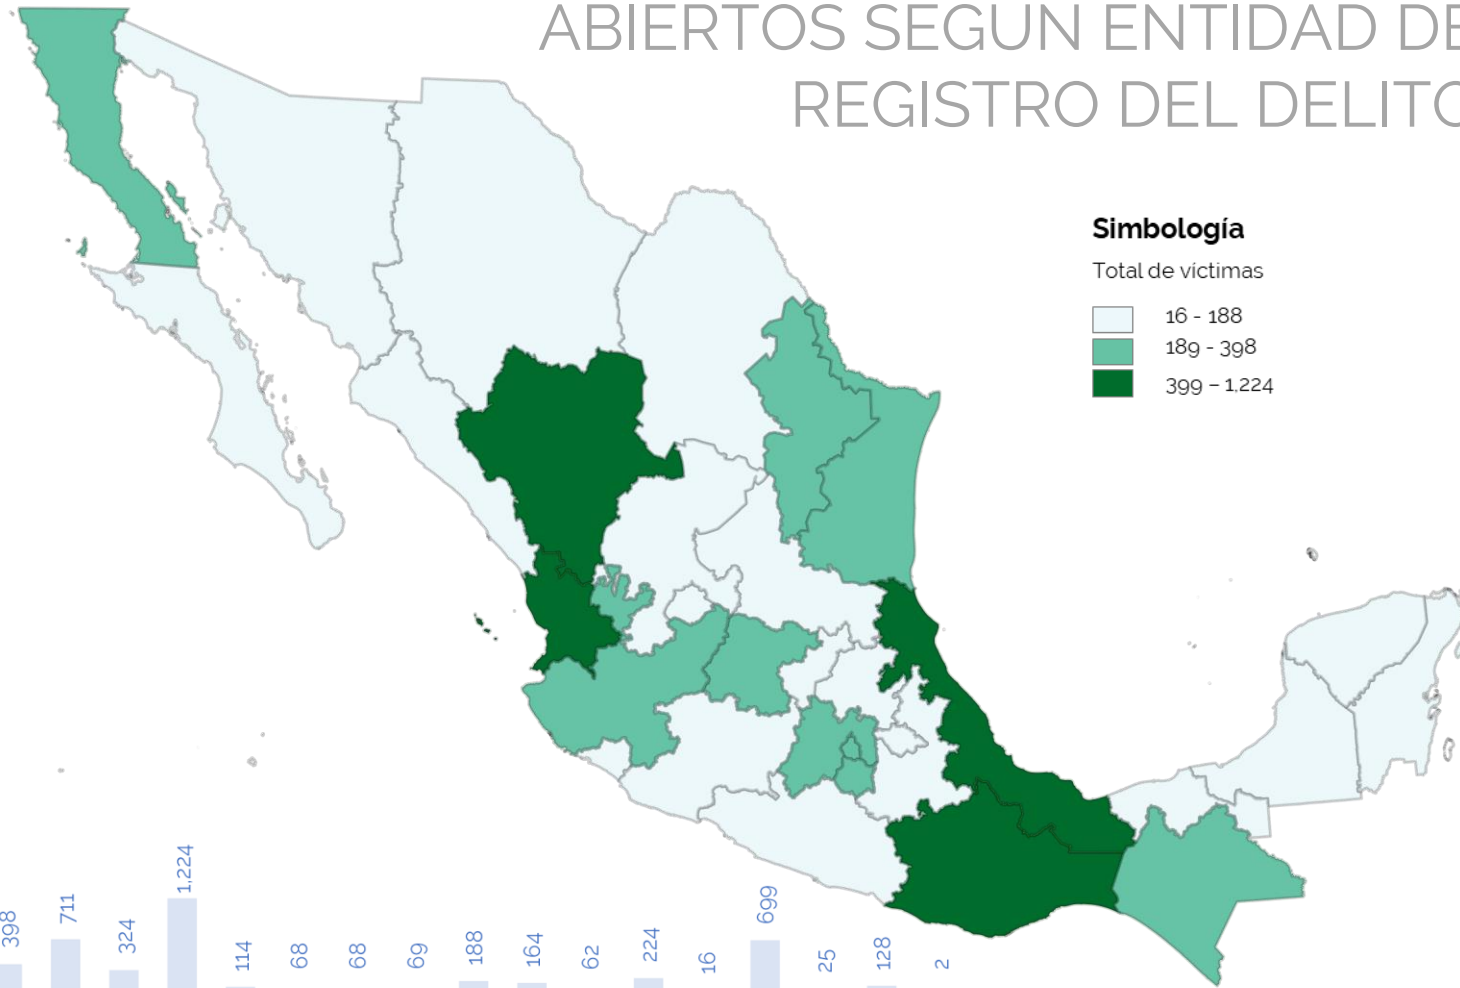 ABIERTOS SEGUN ENTIDAD DE
REGISTRO DEL DELITO
Simbología
Total de víctimas
16 - 188
189 - 398
399 – 1,224
398
711
324
1,224
114
68
68
69
188
164
62
224
16
699
25
128
2